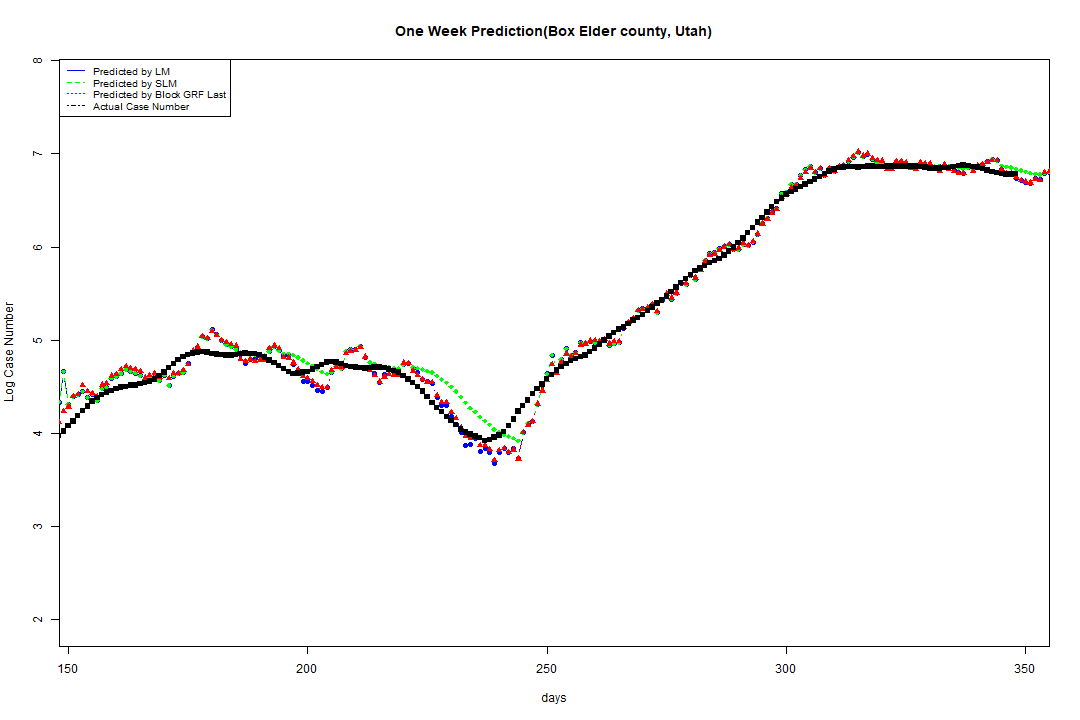 One Week Prediction(Box Elder county, Utah)
8
Predicted by LM
Predicted by SLM
Predicted by Block GRF Last
Actual Case Number
7
6
5
4
3
2
Log Case Number
150 200 250 300 350
days